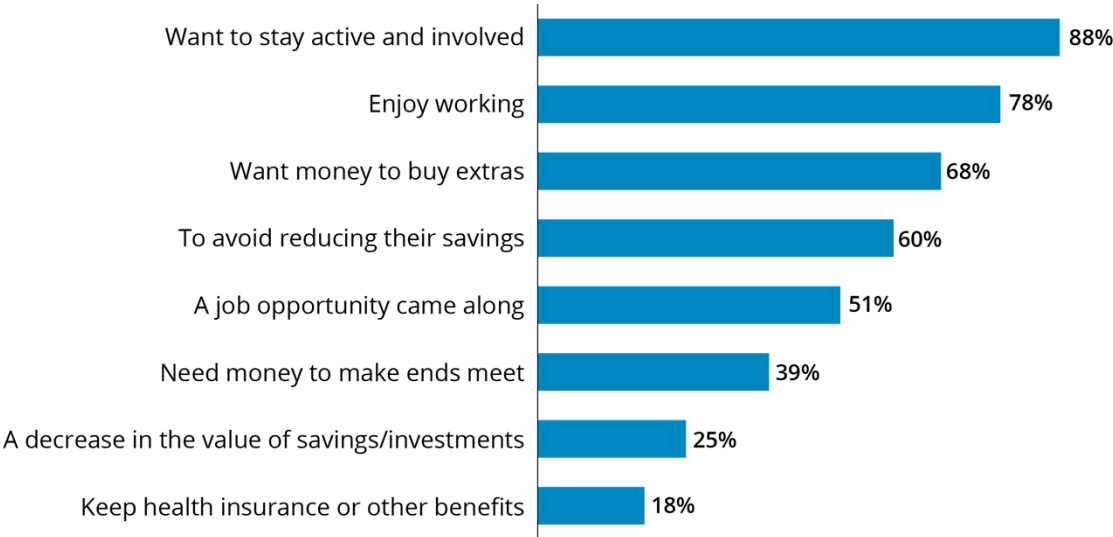 Want to stay active and involved 88%
Enjoy working 78%
Want money to buy extras 68%
To avoid reducing their savings 60%
A job opportunity came along 51%
Need money to make ends meet 39%
A decrease in the value of savings/investments 25%
Keep health insurance or other benefits 18%